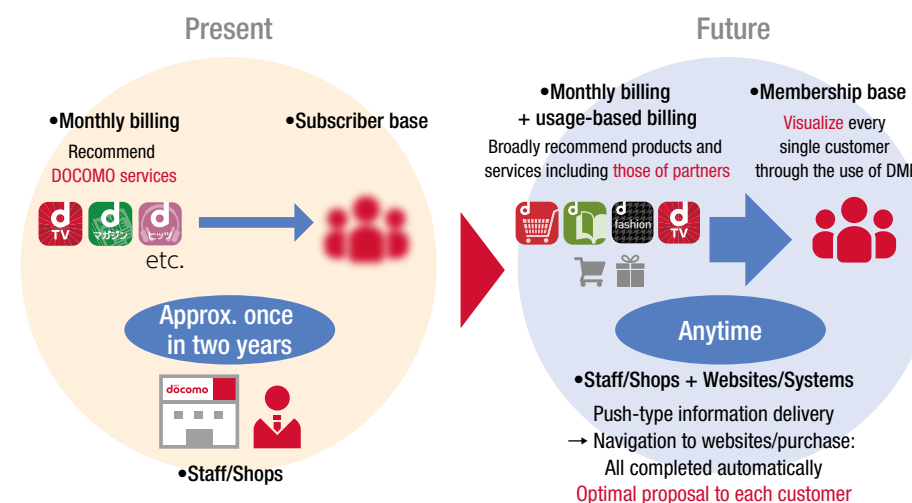 Present
•Monthly billing
Recommend
DOCOMO services
•Subscriber base
d
TV
d
マガジン
d
ヒッツ
etc.
Approx. once
in two years
döcomo
•Staff/Shops
Future
•Monthly billing
+ usage-based billing
Broadly recommend products and
services including those of partners
•Membership base
Visualize every
single customer
through the use of DM
d
d
d
fashion
d
TV
Anytime
•Staff/Shops + Websites/Systems
Push-type information delivery
→ Navigation to websites/purchase:
All completed automatically
Optimal proposal to each customer